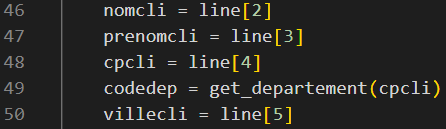 46 nomcli = line[2]
47 prenomcli = line[3]
48 cpcli = line[4]
49 codedep = get_departement(cpcli)
50 villecli = line[5]